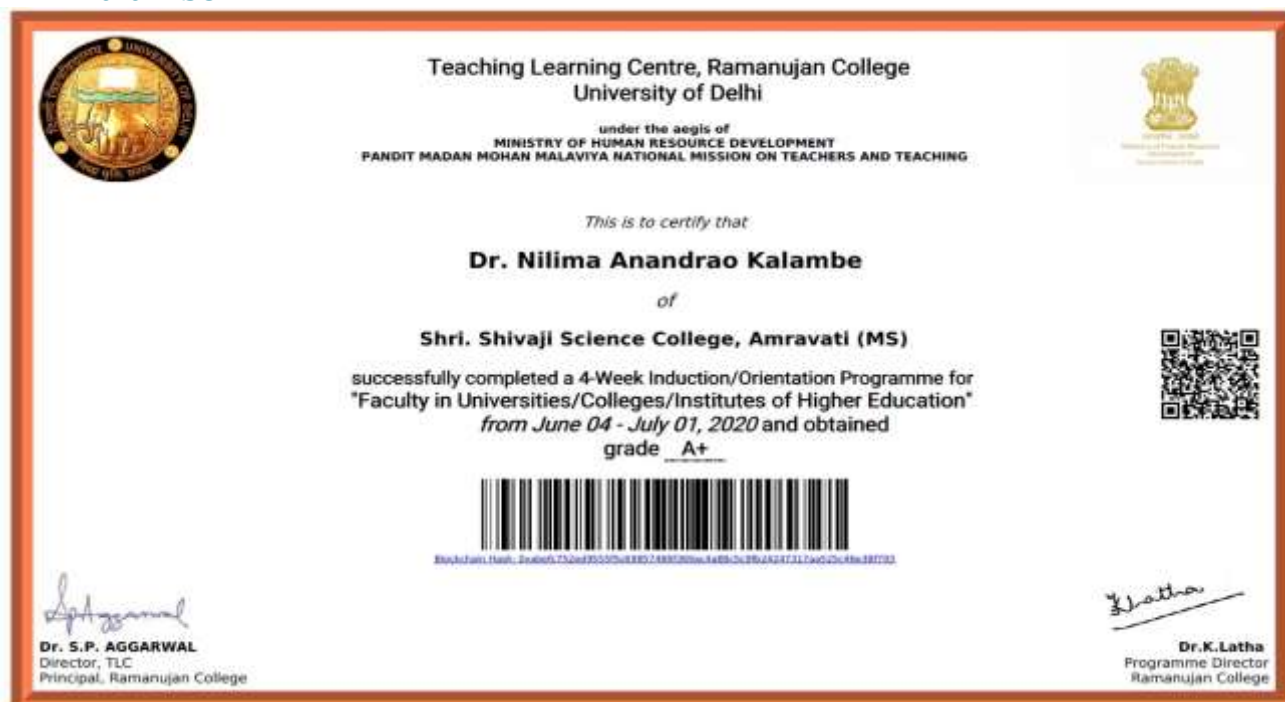 Teaching Learning Centre, Ramanujan College
University of Delhi
under the aegis of
MINISTRY OF HUMAN RESOURCE DEVELOPMENT
PANDIT MADAN MOHAN MALAVIYA NATIONAL MISSION ON TEACHERS AND TEACHING
This is to certify that
Dr. Nilima Anandrao Kalambe
of
Shri. Shivaji Science College, Amravati (MS)
successfully completed a 4-Week Induction/Orientation Programme for
"Faculty in Universities/Colleges/Institutes of Higher Education"
from June 04 - July 01, 2020 and obtained
grade A+
Blockchain Hash:
Dr. S.P. AGGARWAL
Director, TLC
Principal, Ramanujan College
Dr.K.Latha
Programme Director
Ramanujan College